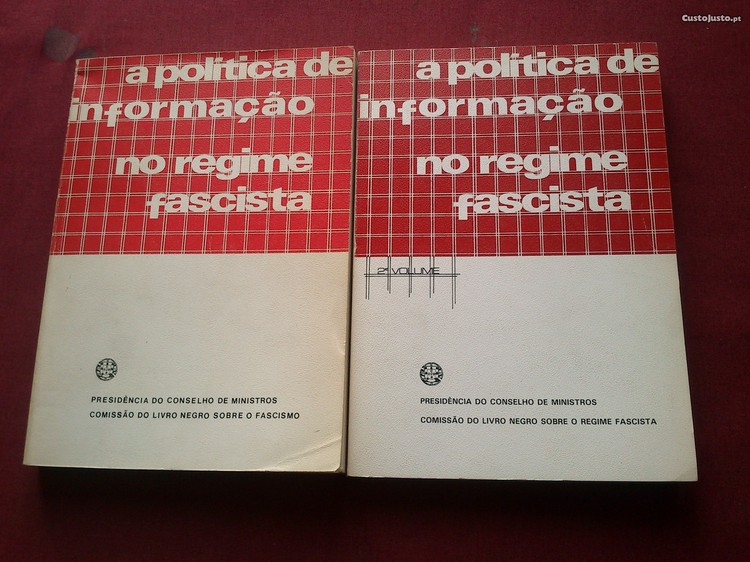 CustoJusto.pt
a política de
informação
no regime
fascista
PRESIDÊNCIA DO CONSELHO DE MINISTROS
COMISSÃO DO LIVRO NEGRO SOBRE O FASCISMO
a política de
informação
no regime
fascista
2º VOLUME
PRESIDÊNCIA DO CONSELHO DE MINISTROS
COMISSÃO DO LIVRO NEGRO SOBRE O REGIME FASCISTA